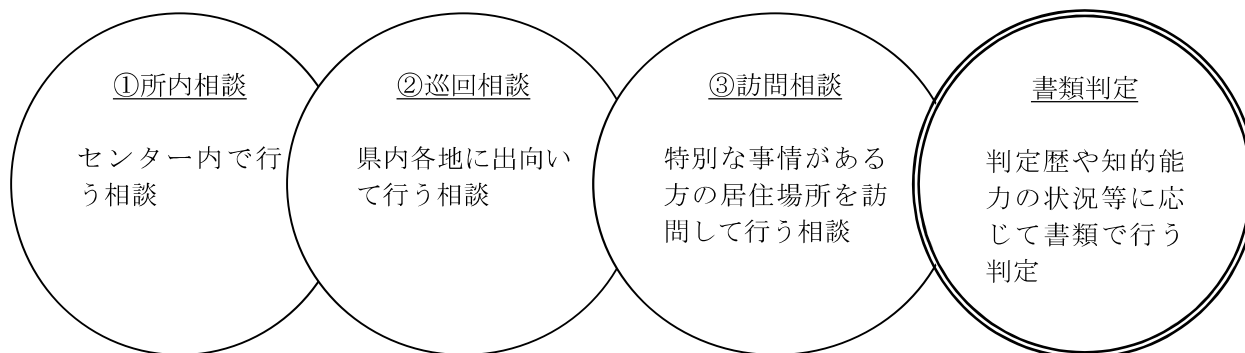 ①所内相談
センター内で行
う相談
②巡回相談
県内各地に出向い
て行う相談
③訪問相談
特別な事情がある
方の居住場所を訪
問して行う相談
書類判定
判定歴や知的能
力の状況等に応
じて書類で行う
判定